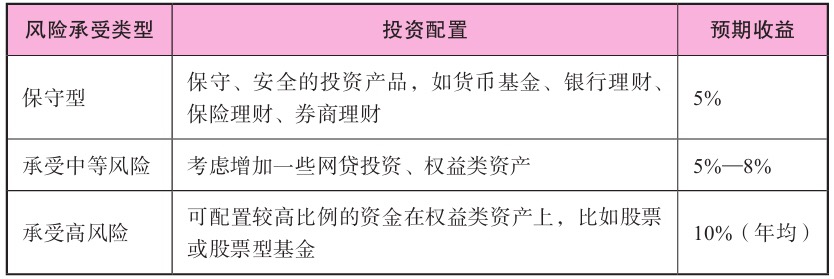 风险承受类型 投资配置 预期收益
保守型 保守、安全的投资产品，如货币基金、银行理财、 5%
保险理财、券商理财
承受中等风险 考虑增加一些网贷投资、权益类资产 5%—8%
承受高风险 可配置较高比例的资金在权益类资产上，比如股票 10%（年均）
或股票型基金